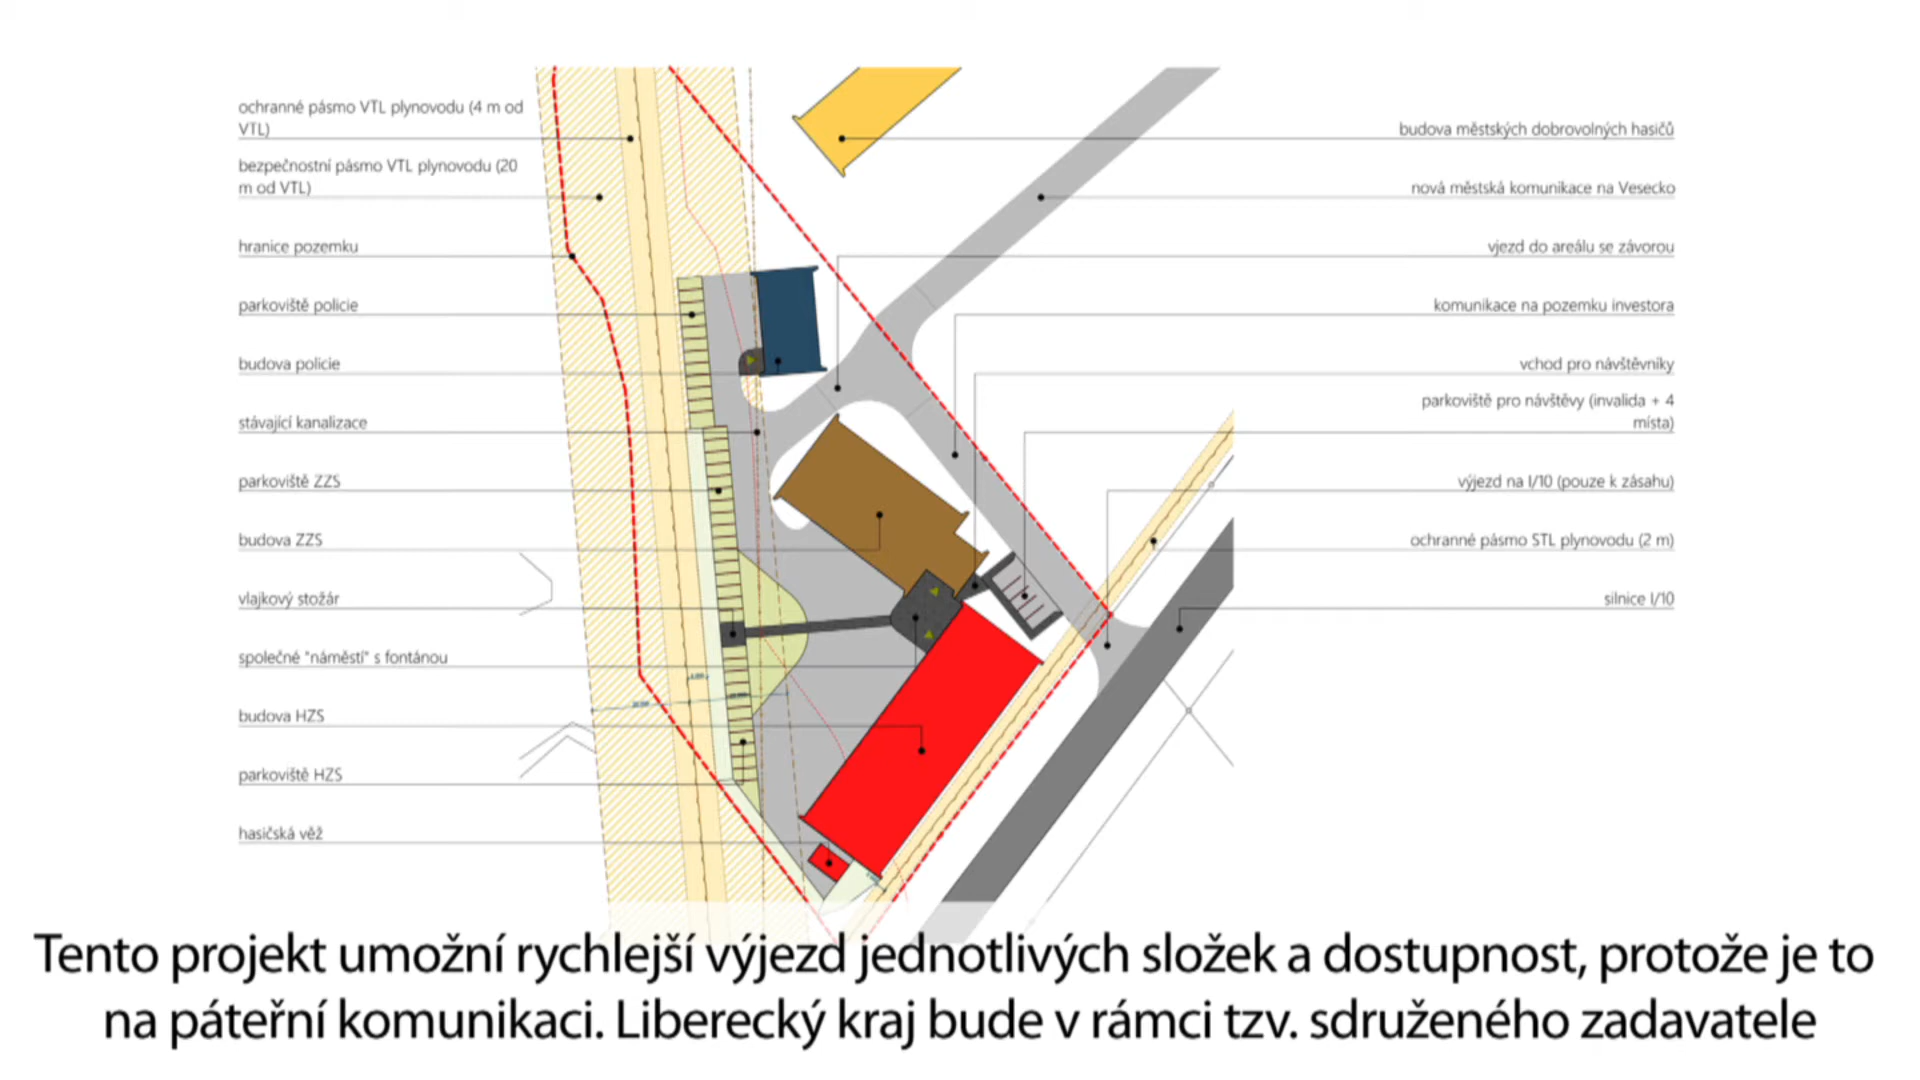 ochranné pásmo VTL plynovodu (4 m od
VTL)
bezpečnostní pásmo VTL plynovodu (20
m od VTL)
hranice pozemku
parkoviště policie
budova policie
stávající kanalizace
parkoviště ZZS
budova ZZS
vlajkový stožár
společné "náměstí" s fontánou
budova HZS
parkoviště HZS
hasičská věž
budova městských dobrovolných hasičů
nová městská komunikace na Vesecko
vjezd do areálu se závorou
komunikace na pozemku investora
vchod pro návštěvníky
parkoviště pro návštěvy (invalida + 4
místa)
výjezd na I/10 (pouze k zásahu)
ochranné pásmo STL plynovodu (2 m)
silnice I/10
Tento projekt umožní rychlejší výjezd jednotlivých složek a dostupnost, protože je to
na páteřní komunikaci. Liberecký kraj bude v rámci tzv. sdruženého zadavatele